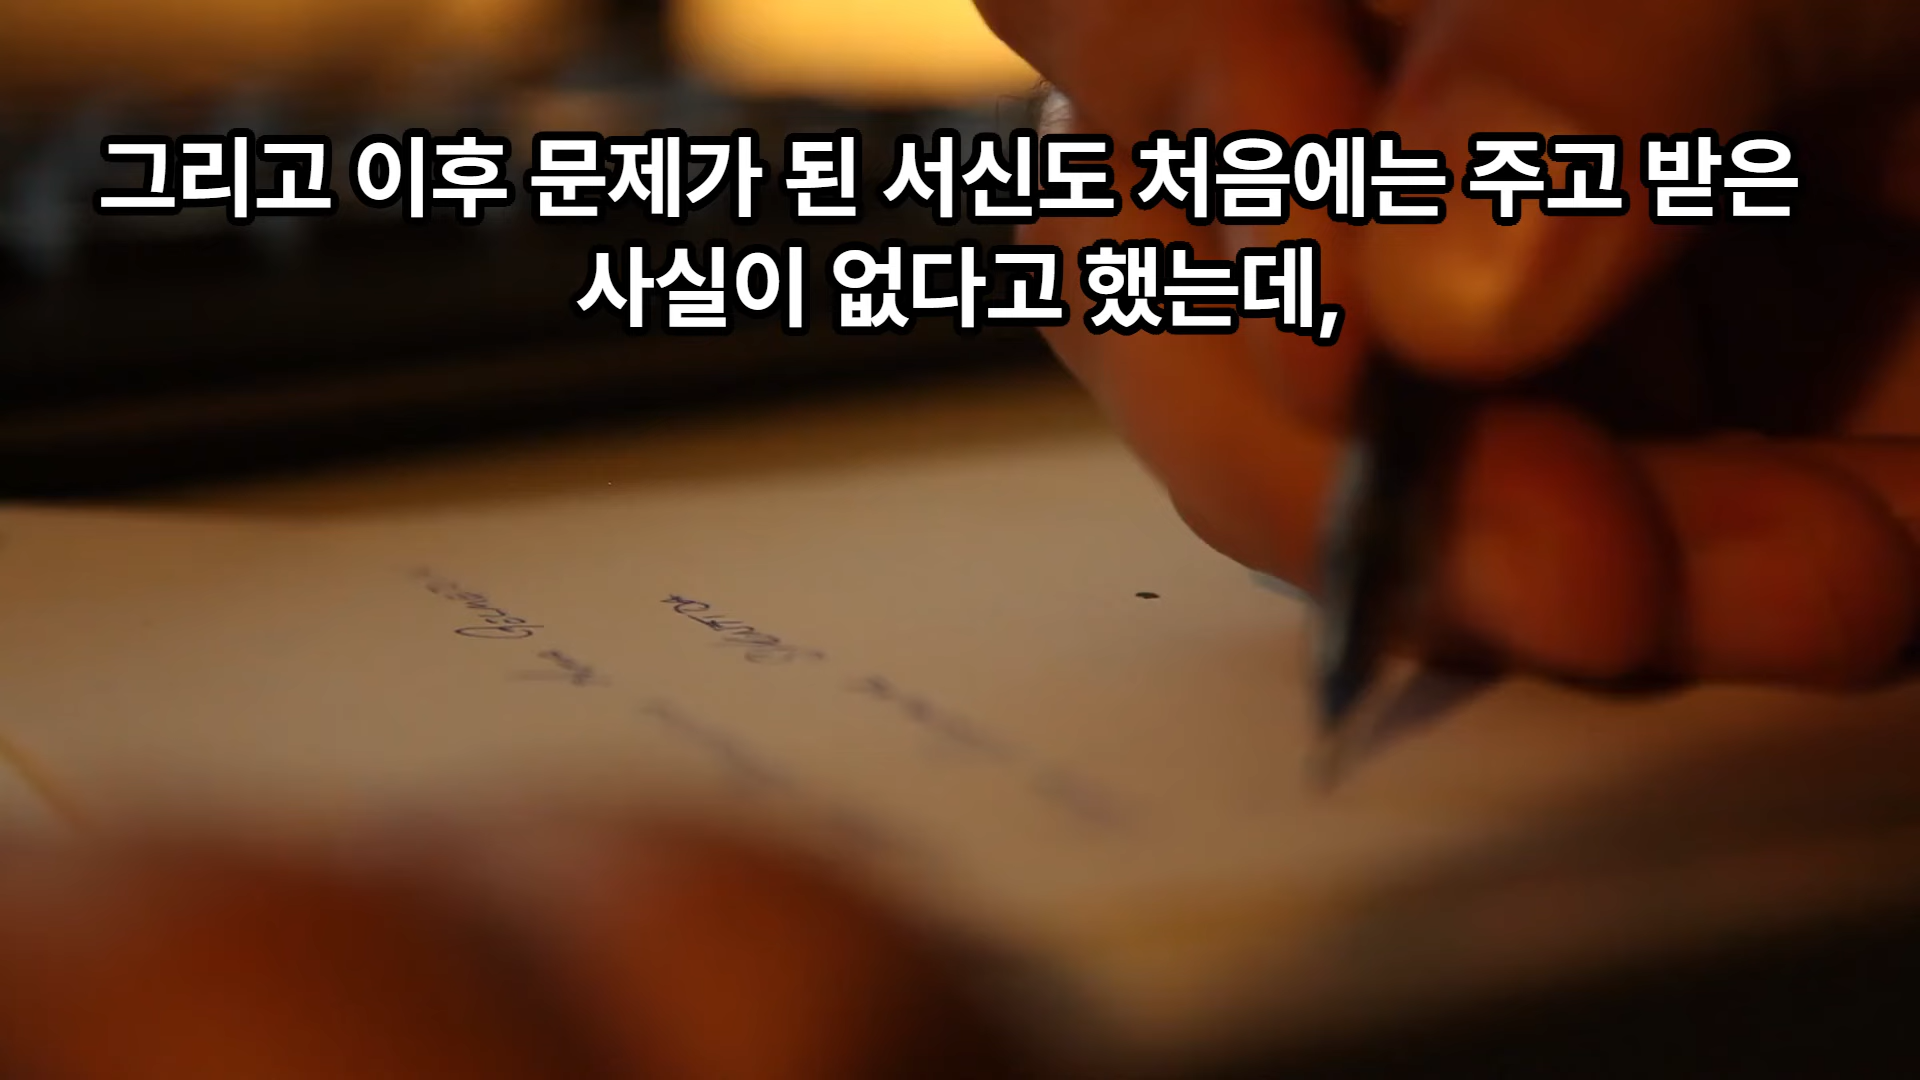 그리고 이후 문제가 된 서신도 처음에는 주고 받은
사실이 없다고 했는데,